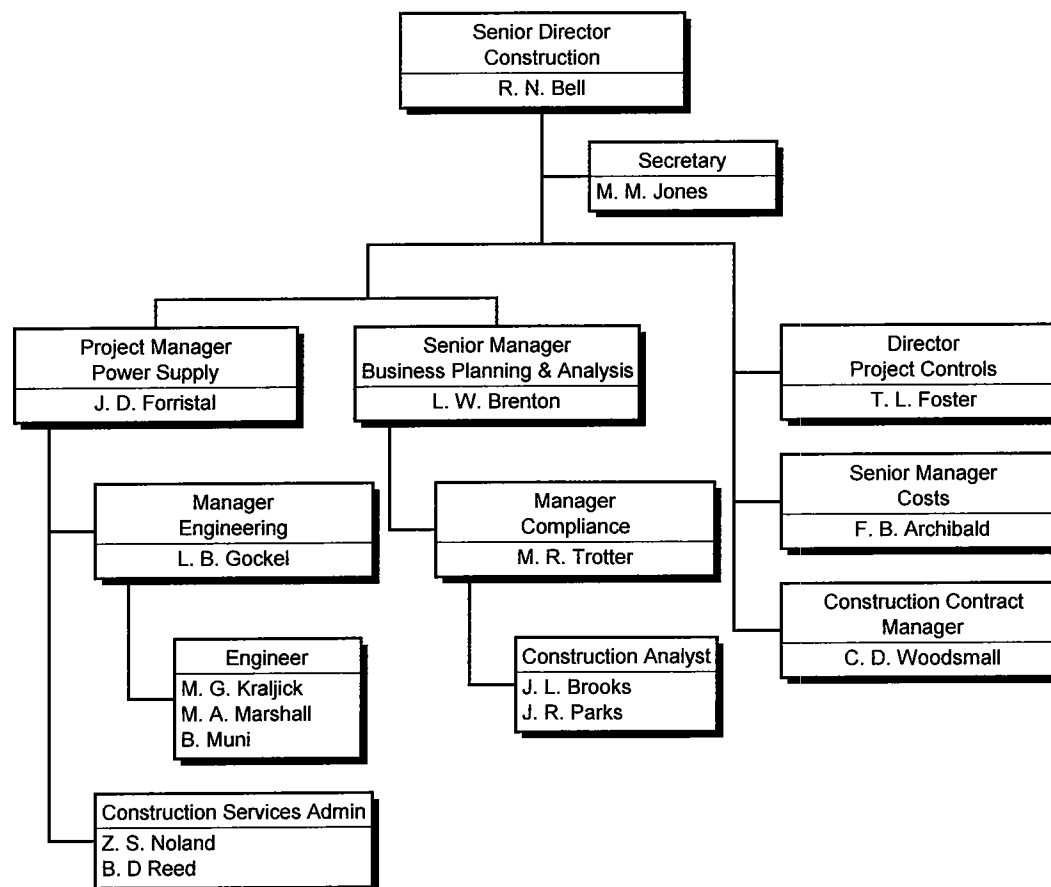 Senior Director
Construction
R. N. Bell
Secretary
M. M. Jones
Project Manager
Power Supply
J. D. Forristal
Senior Manager
Business Planning & Analysis
L. W. Brenton
Director
Project Controls
T. L. Foster
Manager
Engineering
L. B. Gockel
Manager
Compliance
M. R. Trotter
Senior Manager
Costs
F. B. Archibald
Construction Contract
Manager
C. D. Woodsmall
Engineer
M. G. Kraljick
M. A. Marshall
B. Muni
Construction Analyst
J. L. Brooks
J. R. Parks
Construction Services Admin
Z. S. Noland
B. D Reed